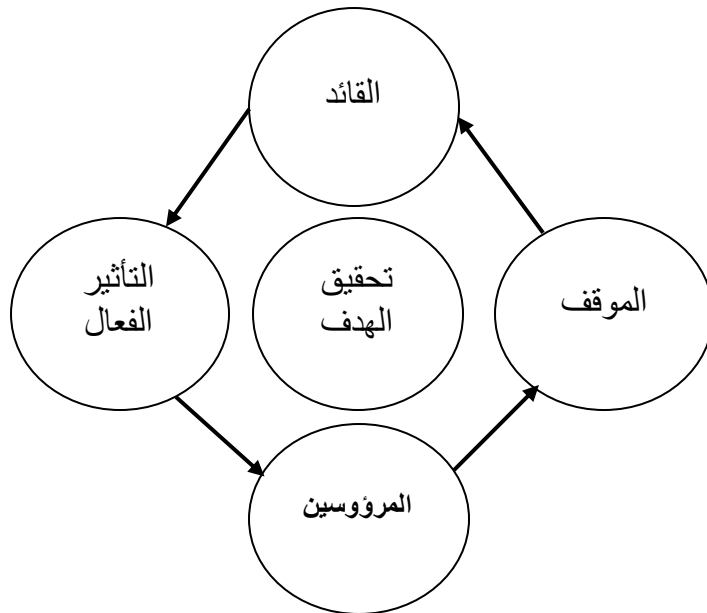 القائد
الموقف
تحقيق
الهدف
التأثير
الفعال
المرؤوسين